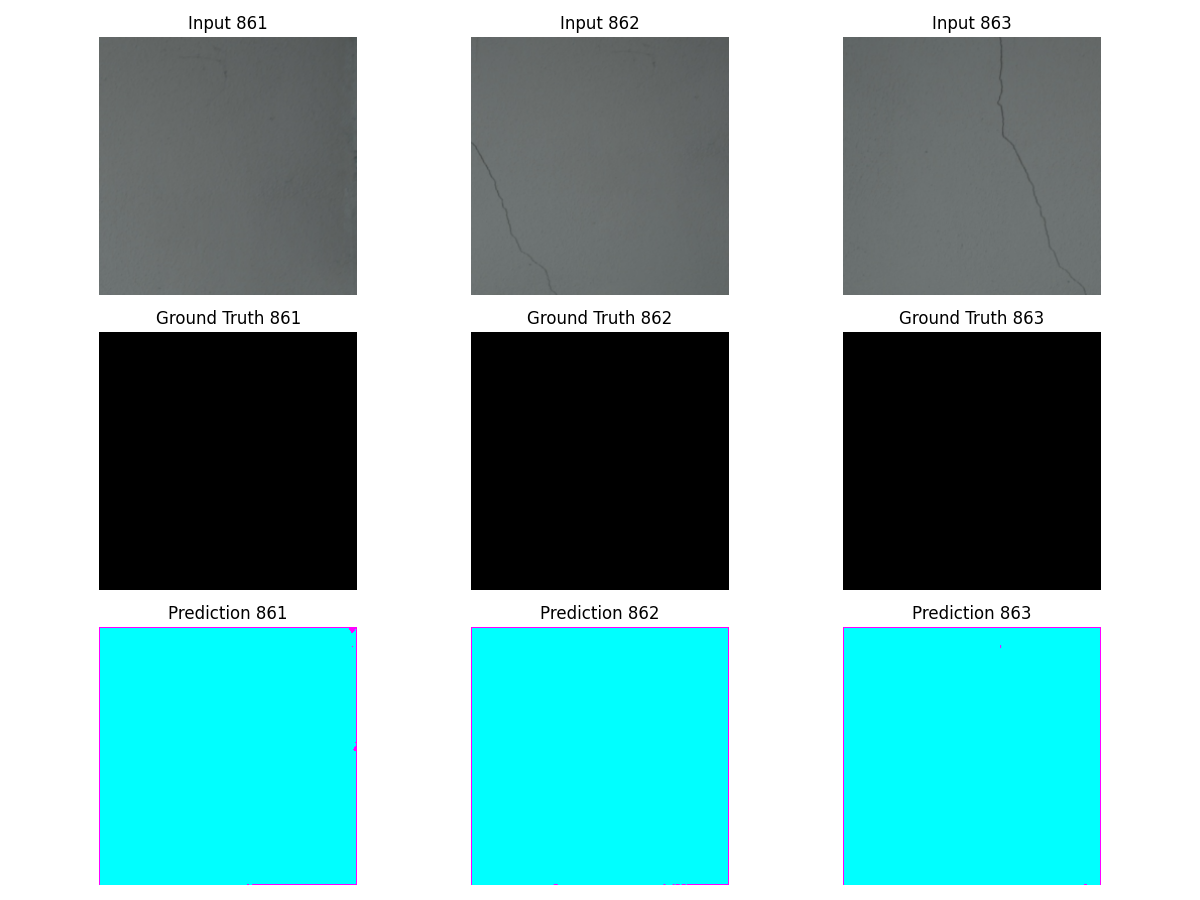 Input 861
Input 862
Input 863
Ground Truth 861
Ground Truth 862
Ground Truth 863
Prediction 861
Prediction 862
Prediction 863